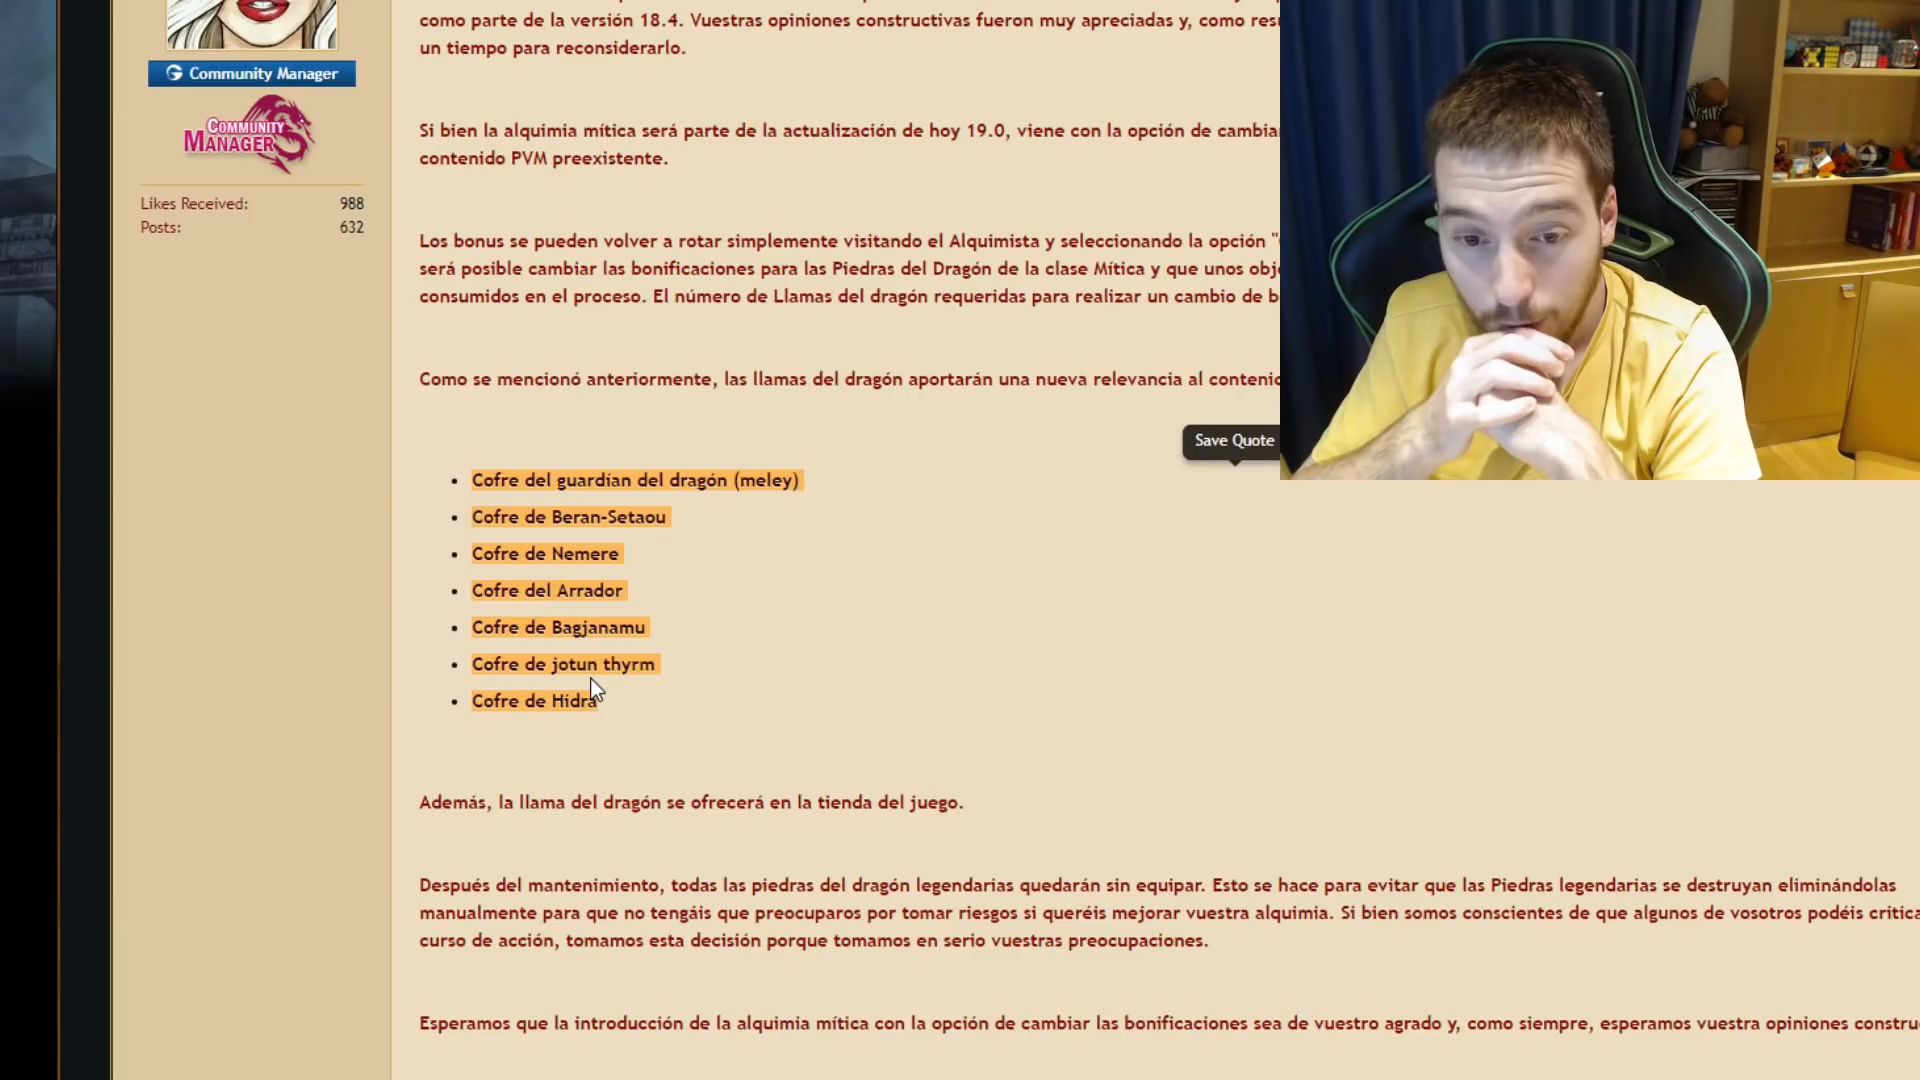 como parte de la versión 18.4. Vuestras opiniones constructivas fueron muy apreciadas y, como
un tiempo para reconsiderarlo.
Community Manager
COMMUNITY
MANAGER
Likes Received: 988
Posts: 632
Si bien la alquimia mítica será parte de la actualización de hoy 19.0, viene con la opción de cambiar
contenido PVM preexistente.
Los bonus se pueden volver a rotar simplemente visitando el Alquimista y seleccionando la opción "
será posible cambiar las bonificaciones para las Piedras del Dragón de la clase Mítica y que unos
consumidos en el proceso. El número de Llamas del dragón requeridas para realizar un cambio de
Como se mencionó anteriormente, las llamas del dragón aportarán una nueva relevancia al
Save Quote
• Cofre del guardían del dragón (meley)
• Cofre de Beran-Setaou
• Cofre de Nemere
• Cofre del Arrador
• Cofre de Bagjanamu
• Cofre de jotun thyrm
• Cofre de Hidra
Además, la llama del dragón se ofrecerá en la tienda del juego.
Después del mantenimiento, todas las piedras del dragón legendarias quedarán sin equipar. Esto se hace para evitar que las Piedras legendarias se destruyan eliminándolas
manualmente para que no tengáis que preocuparos por tomar riesgos si queréis mejorar vuestra alquimia. Si bien somos conscientes de que algunos de vosotros podéis
curso de acción, tomamos esta decisión porque tomamos en serio vuestras preocupaciones.
Esperamos que la introducción de la alquimia mítica con la opción de cambiar las bonificaciones sea de vuestro agrado y, como siempre, esperamos vuestra opiniones